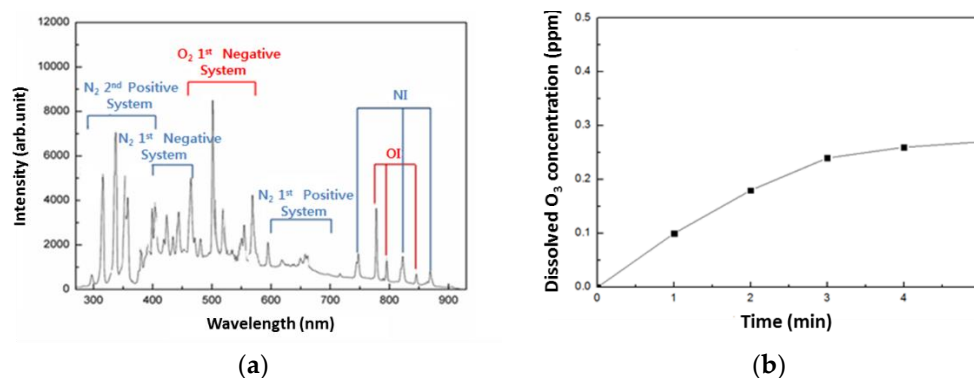 12000
10000
8000
6000
4000
2000
0
Intensity (arb.unit)
O₂ 1ˢᵗ Negative
System
N₂ 2ⁿᵈ Positive
System
N₂ 1ˢᵗ Negative
System
N₂ 1ˢᵗ Positive
System
NI
OI
300 400 500 600 700 800 900
Wavelength (nm)
(a)
0.5
0.4
0.3
0.2
0.1
0.0
Dissolved O₃ concentration (ppm)
0 1 2 3 4
Time (min)
(b)